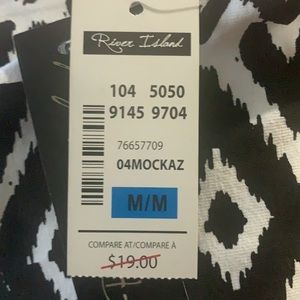 River Island
104 5050
9145 9704
76657709
04MOCKAZ
M/M
COMPARE AT/COMPARE À
$19.00